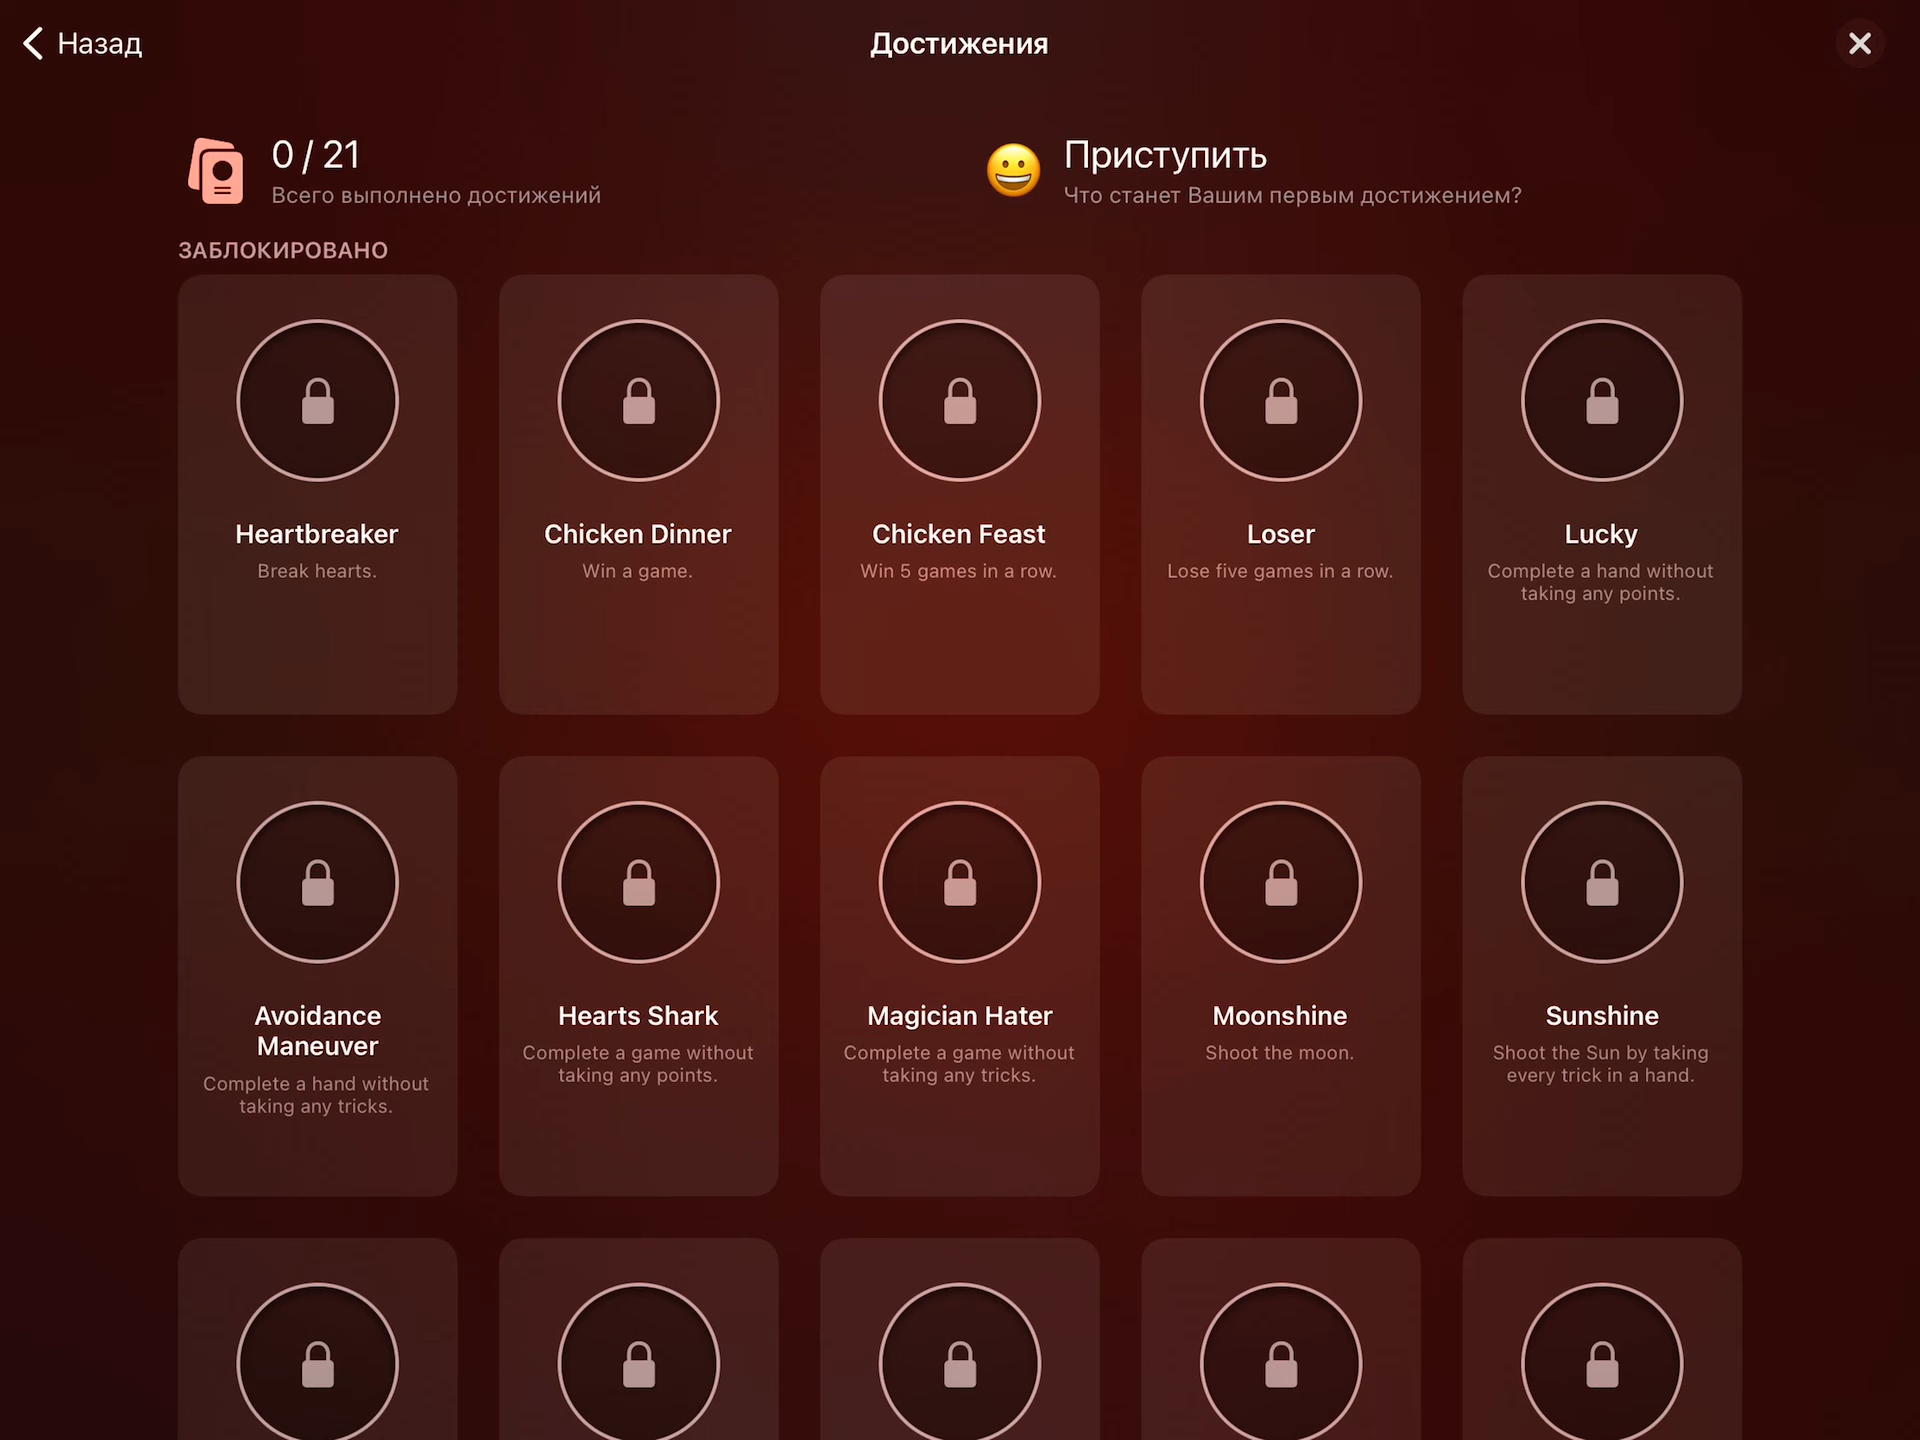 Назад
Достижения
0 / 21
Всего выполнено достижений
Приступить
Что станет Вашим первым достижением?
ЗАБЛОКИРОВАНО
Heartbreaker
Break hearts.
Chicken Dinner
Win a game.
Chicken Feast
Win 5 games in a row.
Loser
Lose five games in a row.
Lucky
Complete a hand without
taking any points.
Avoidance
Maneuver
Complete a hand without
taking any tricks.
Hearts Shark
Complete a game without
taking any points.
Magician Hater
Complete a game without
taking any tricks.
Moonshine
Shoot the moon.
Sunshine
Shoot the Sun by taking
every trick in a hand.